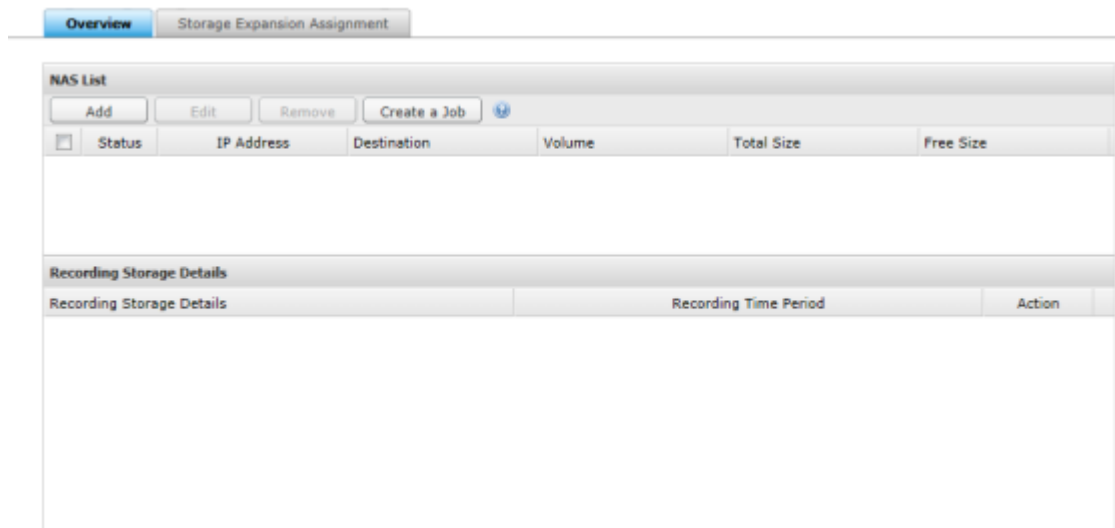 Overview Storage Expansion Assignment
NAS List
Add Edit Remove Create a Job
Status IP Address Destination Volume Total Size Free Size
Recording Storage Details
Recording Storage Details Recording Time Period Action